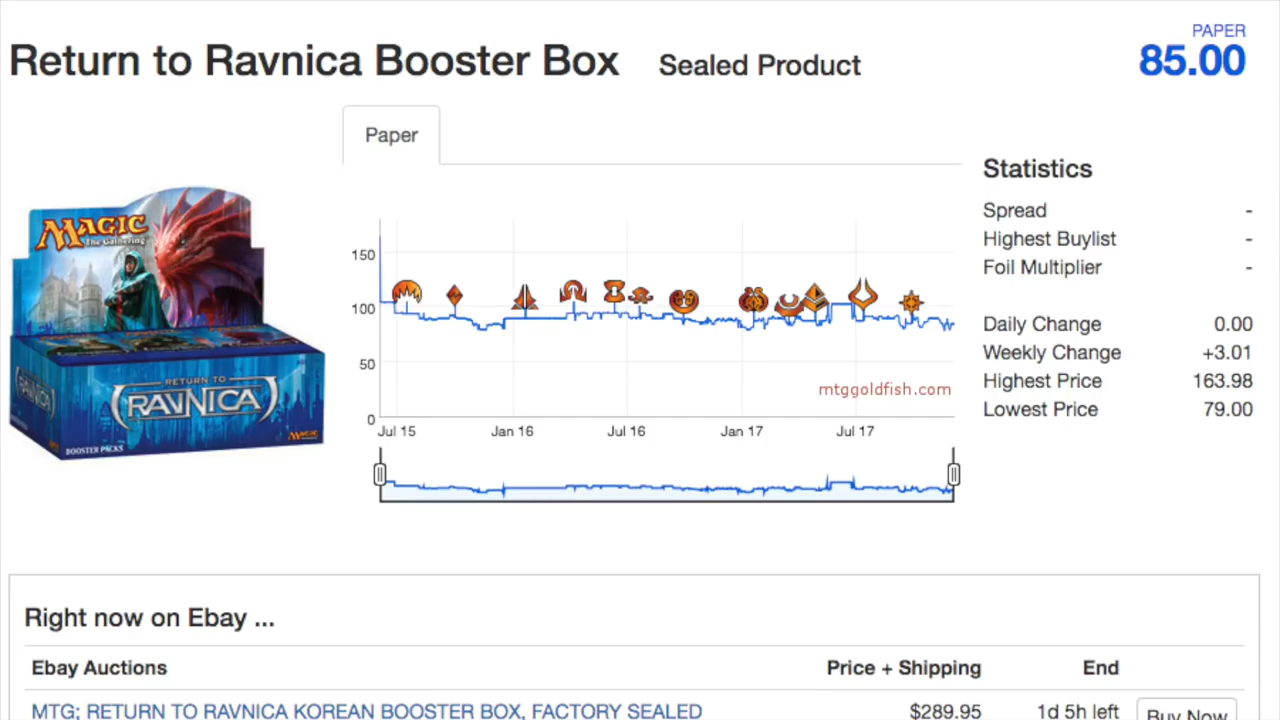 PAPER
Return to Ravnica Booster Box Sealed Product 85.00
Paper
Statistics
Spread -
Highest Buylist -
Foil Multiplier -
Daily Change 0.00
Weekly Change +3.01
Highest Price 163.98
Lowest Price 79.00
MAGIC
The Gathering
RETURN TO
RAVNICA
RAVNICA
BOOSTER PACKS
MAGIC
150
100
50
0
mtggoldfish.com
Jul 15 Jan 16 Jul 16 Jan 17 Jul 17
Right now on Ebay ...
Ebay Auctions Price + Shipping End
MTG; RETURN TO RAVNICA KOREAN BOOSTER BOX, FACTORY SEALED $289.95 1d 5h left Buy Now